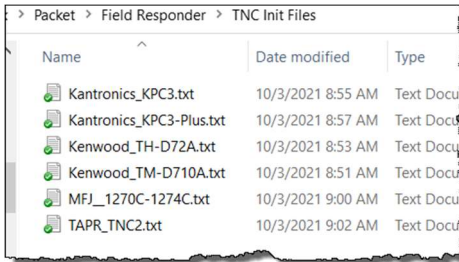 > Packet > Field Responder > TNC Init Files
Name Date modified Type
Kantronics_KPC3.txt 10/3/2021 8:55 AM Text Docu
Kantronics_KPC3-Plus.txt 10/3/2021 8:57 AM Text Docu
Kenwood_TH-D72A.txt 10/3/2021 8:53 AM Text Docu
Kenwood_TM-D710A.txt 10/3/2021 8:51 AM Text Docu
MFJ__1270C-1274C.txt 10/3/2021 9:00 AM Text Docu
TAPR_TNC2.txt 10/3/2021 9:02 AM Text Docu